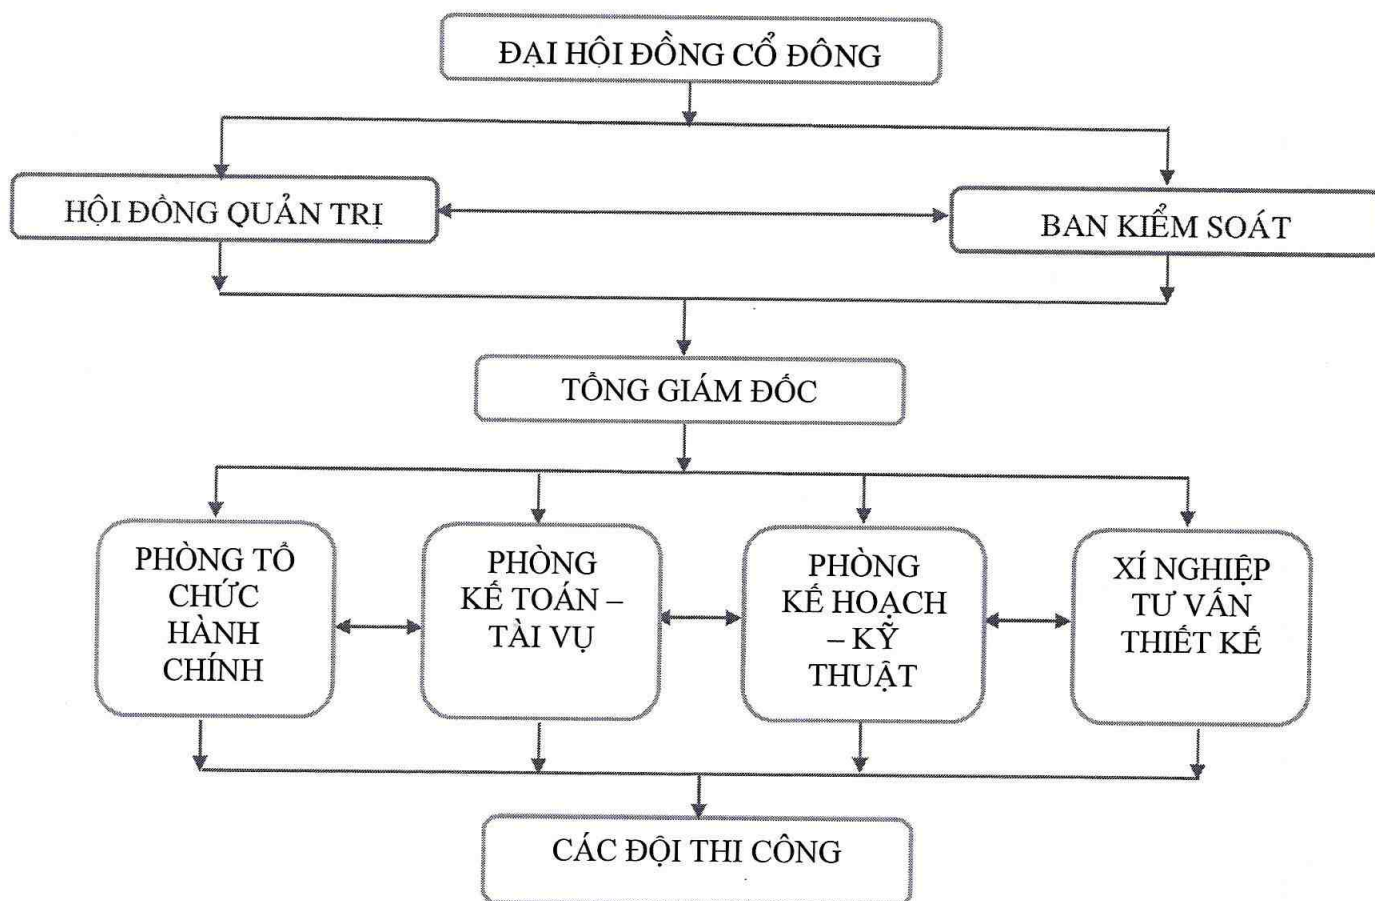 ĐẠI HỘI ĐỒNG CỔ ĐÔNG
HỘI ĐỒNG QUẢN TRỊ
BAN KIỂM SOÁT
TỔNG GIÁM ĐỐC
PHÒNG TỔ
CHỨC
HÀNH
CHÍNH
PHÒNG
KẾ TOÁN –
TÀI VỤ
PHÒNG
KẾ HOẠCH
– KỸ
THUẬT
XÍ NGHIỆP
TƯ VẤN
THIẾT KẾ
CÁC ĐỘI THI CÔNG